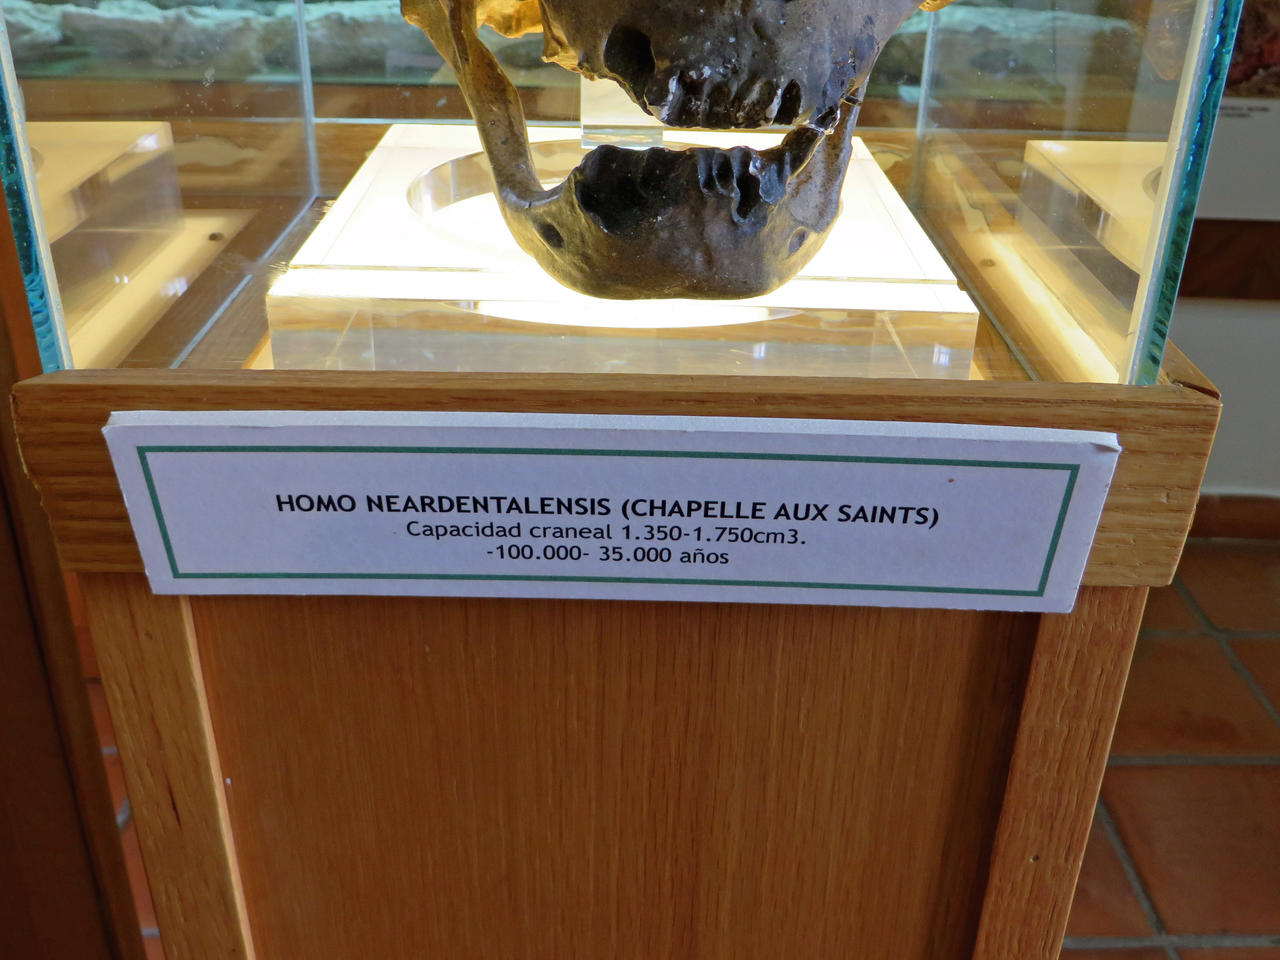 HOMO NEARDENTALENSIS (CHAPELLE AUX SAINTS)
Capacidad craneal 1.350-1.750cm3.
-100.000- 35.000 años